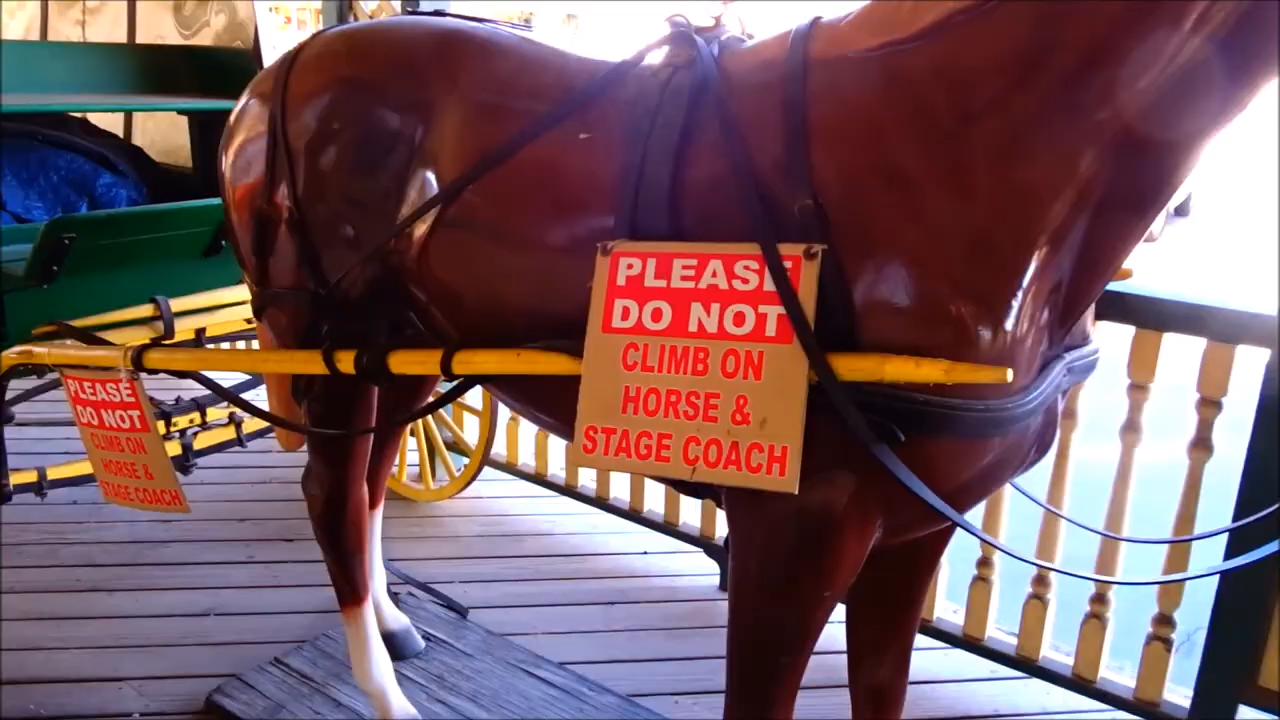 PLEASE
DO NOT
CLIMB ON
HORSE &
STAGE COACH
PLEASE
DO NOT
CLIMB ON
HORSE &
STAGE COACH